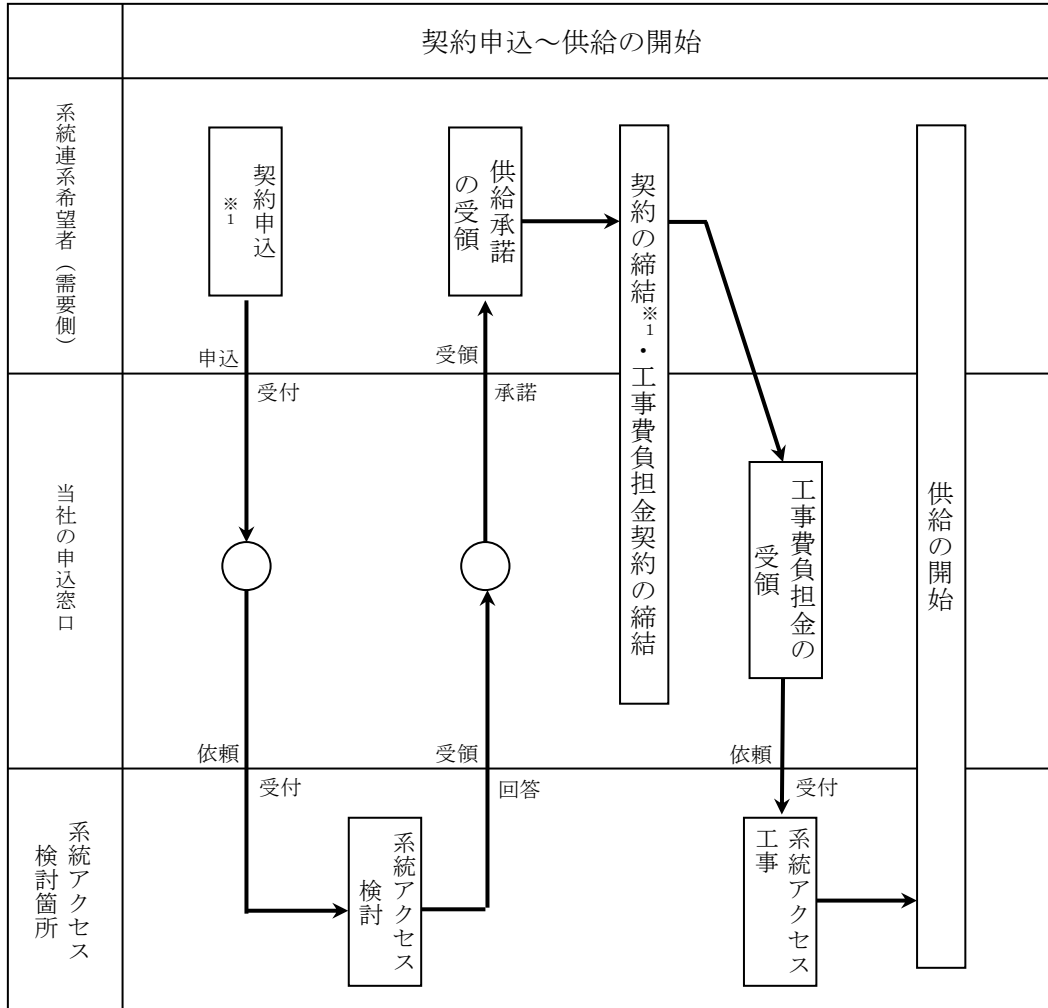 契約申込～供給の開始
系統連系希望者（需要側）
契約申込
※1
供給承諾
の受領
契約の締結※1・工事費負担金契約の締結
申込
受付
受領
承諾
当社の申込窓口
工事費負担金の
受領
供給の開始
依頼
受付
受領
回答
依頼
受付
系統アクセス
検討箇所
系統アクセス
検討
系統アクセス
工事